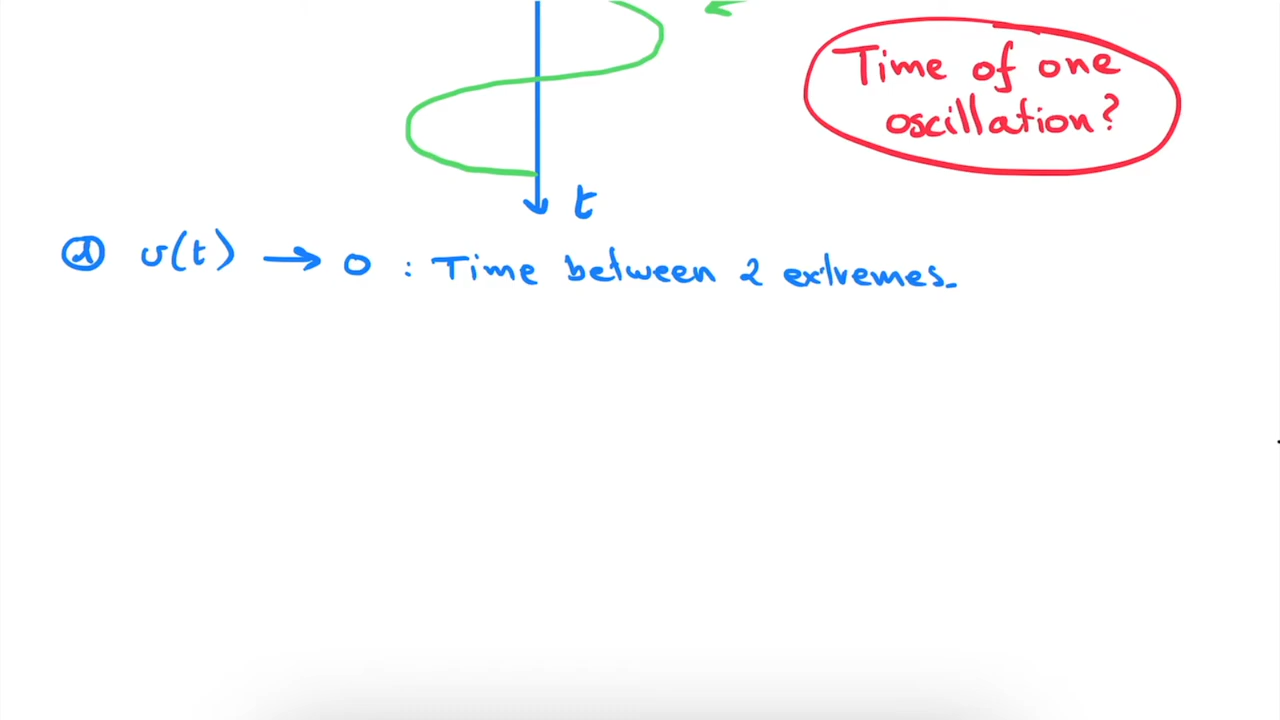 Time of one
oscillation?
t
① v(t) → 0 : Time between 2 extremes.